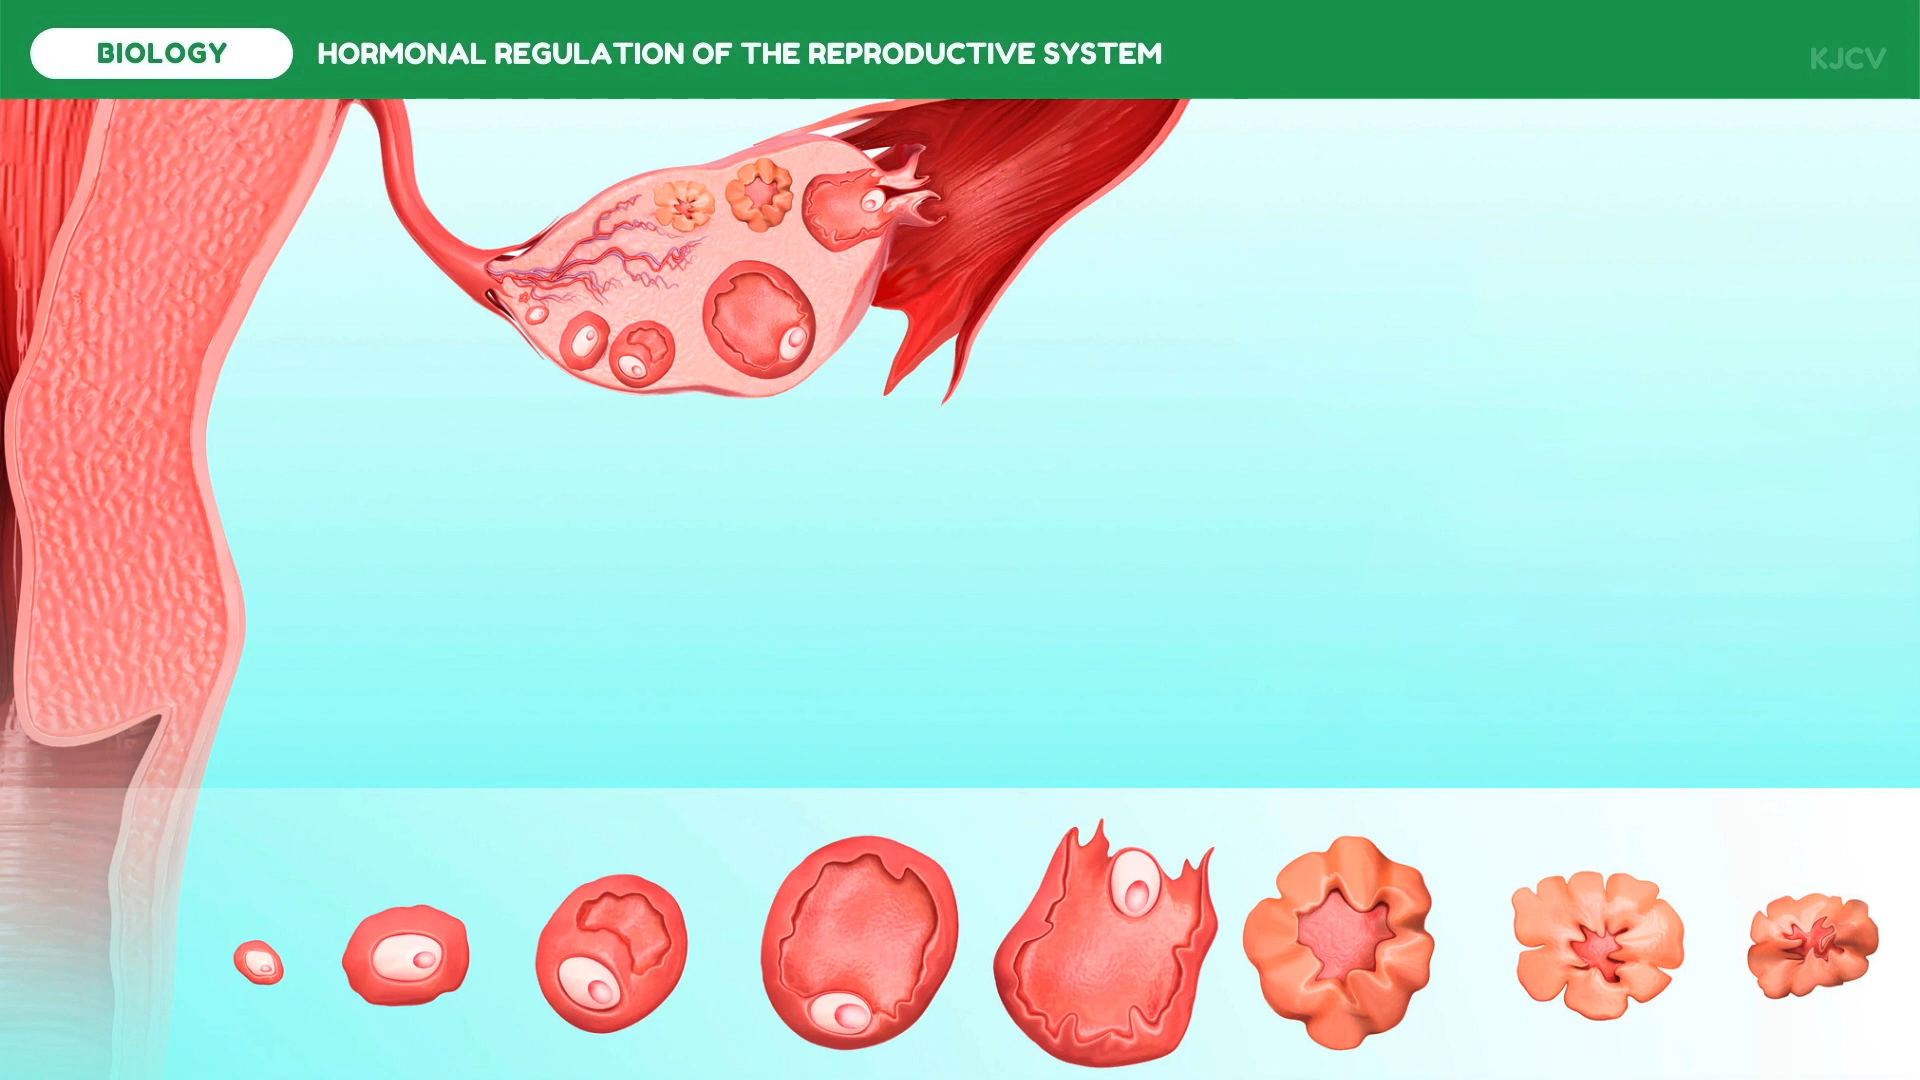 BIOLOGY
HORMONAL REGULATION OF THE REPRODUCTIVE SYSTEM
KJCV